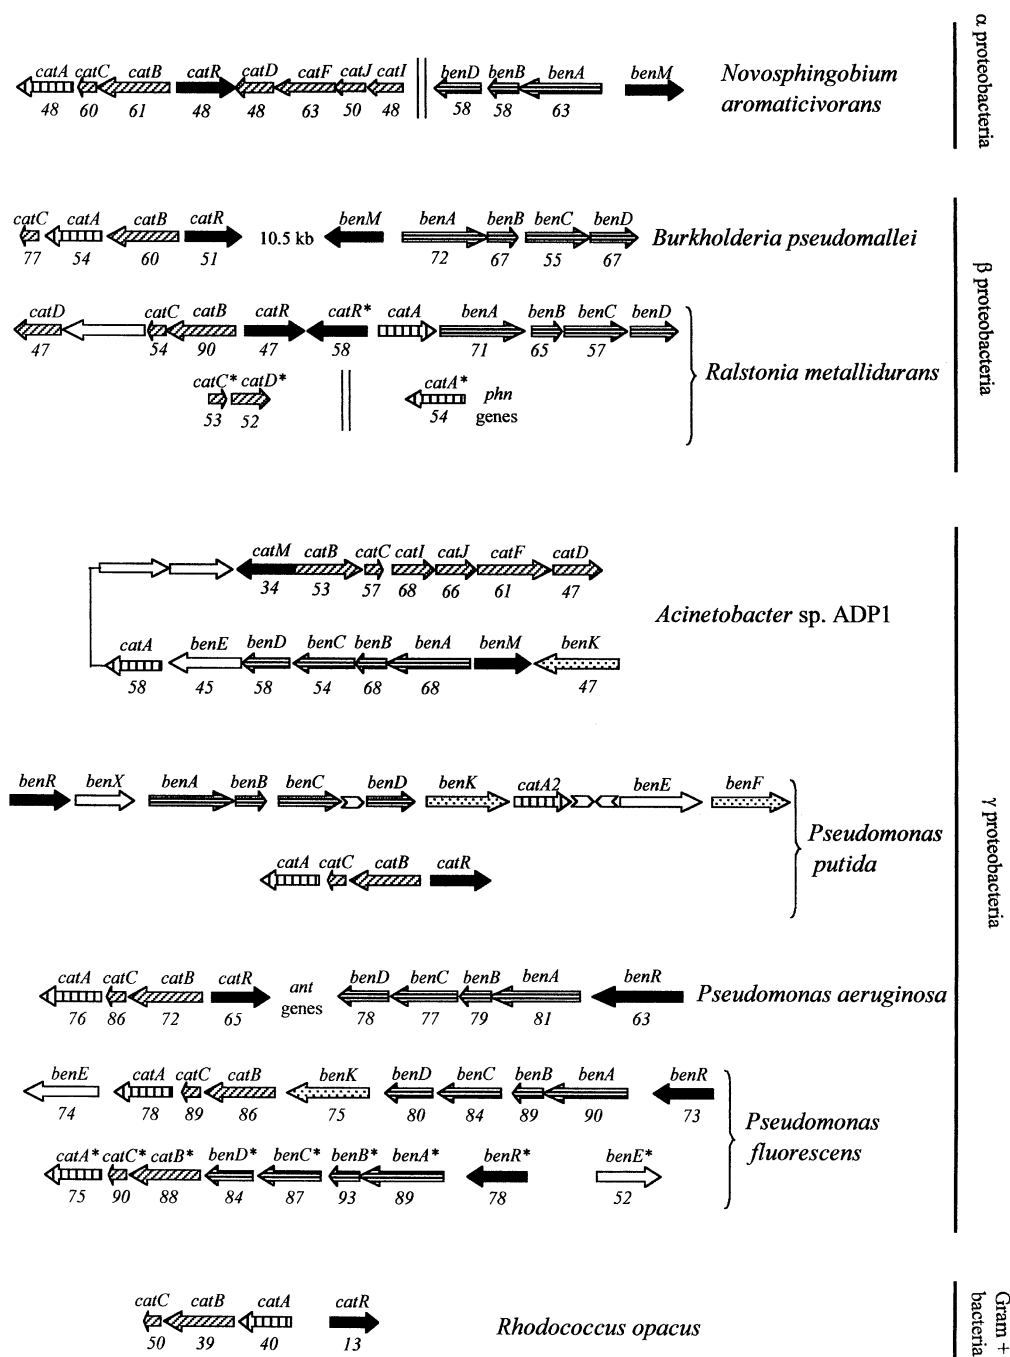 catA catC catB catR catD catF catJ catI benD benB benA benM
48 60 61 48 48 63 50 48 58 58 63
Novosphingobium
aromaticivorans
α proteobacteria
catC catA catB catR benM benA benB benC benD
10.5 kb
77 54 60 51 72 67 55 67
Burkholderia pseudomallei
catD catC catB catR catR* catA benA benB benC benD
47 54 90 47 58 71 65 57
catC* catD* catA* phn
53 52 54 genes
Ralstonia metallidurans
β proteobacteria
catM catB catC catI catJ catF catD
34 53 57 68 66 61 47
Acinetobacter sp. ADP1
catA benE benD benC benB benA benM benK
58 45 58 54 68 68 47
benR benX benA benB benC benD benK catA2 benE benF
catA catC catB catR
Pseudomonas
putida
γ proteobacteria
catA catC catB catR ant benD benC benB benA benR
genes
76 86 72 65 78 77 79 81 63
Pseudomonas aeruginosa
benE catA catC catB benK benD benC benB benA benR
74 78 89 86 75 80 84 89 90 73
catA* catC* catB* benD* benC* benB* benA* benR* benE*
75 90 88 84 87 93 89 78 52
Pseudomonas
fluorescens
catC catB catA catR
50 39 40 13
Rhodococcus opacus
Gram +
bacteria